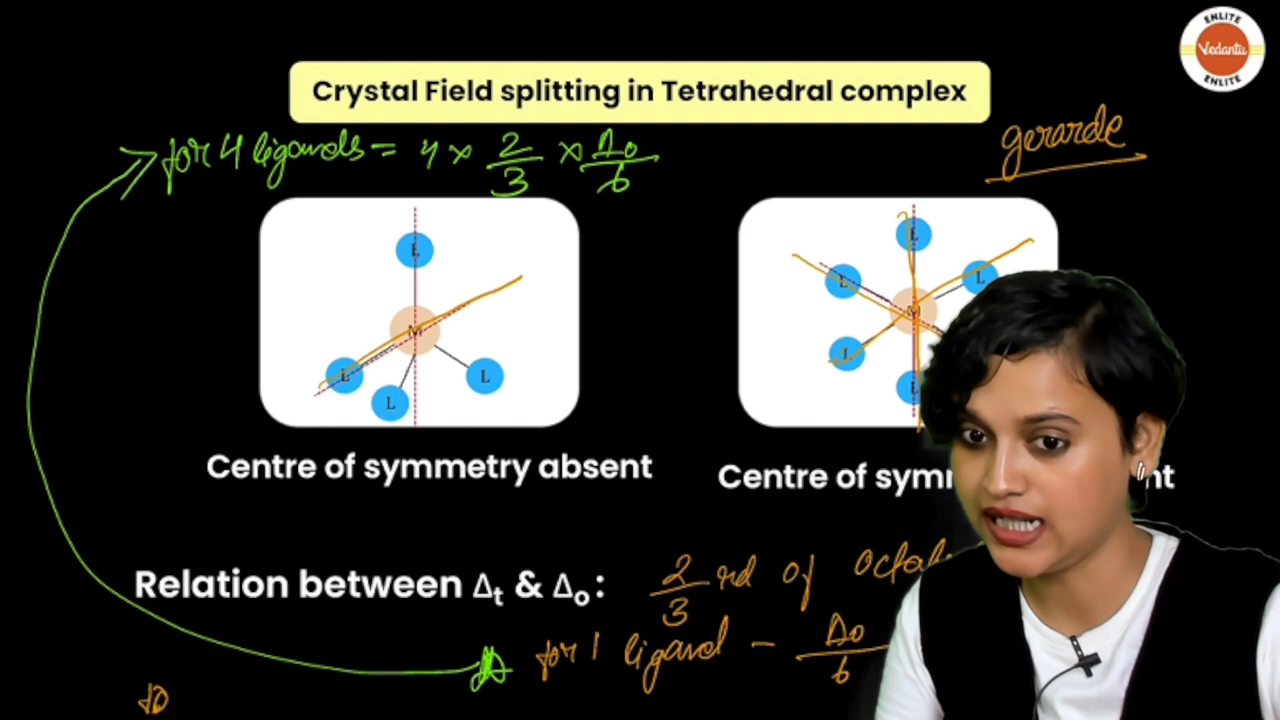 ENLITE
Vedantu
ENLITE
Crystal Field splitting in Tetrahedral complex
gerarde
for 4 ligands = 4 × 2/3 × Δo/6
L
M
L
L
L
L
L
L
M
L
L
Centre of symmetry absent
Centre of sym nt
Relation between Δt & Δo:
2/3 rd of octah
for 1 ligand - Δo/6